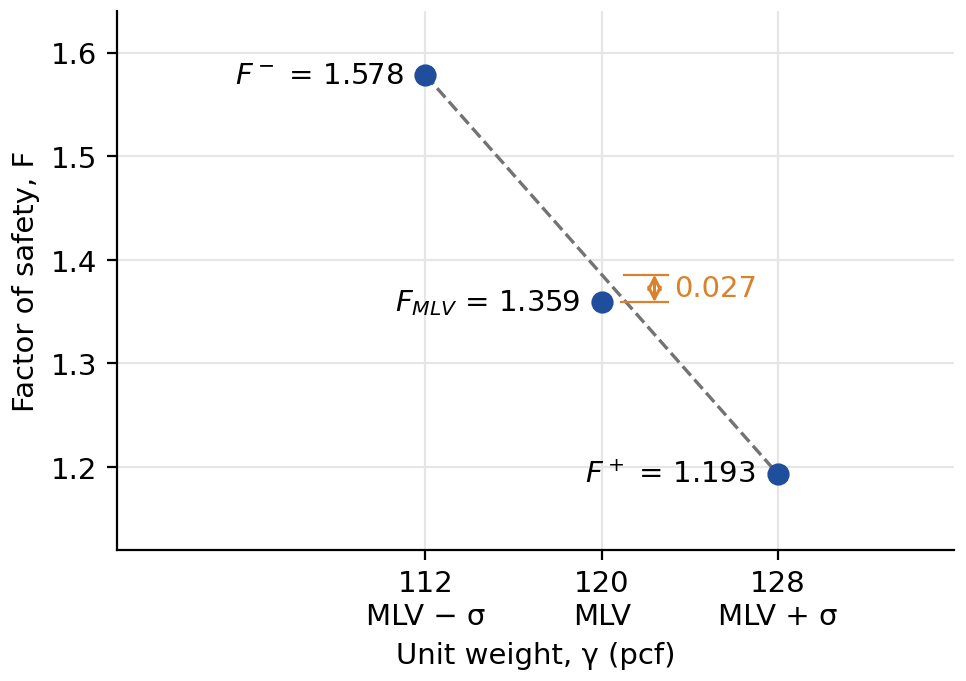 1.6
F⁻ = 1.578
1.5
1.4
0.027
F_MLV = 1.359
1.3
1.2
F⁺ = 1.193
Factor of safety, F
112 120 128
MLV − σ MLV MLV + σ
Unit weight, γ (pcf)